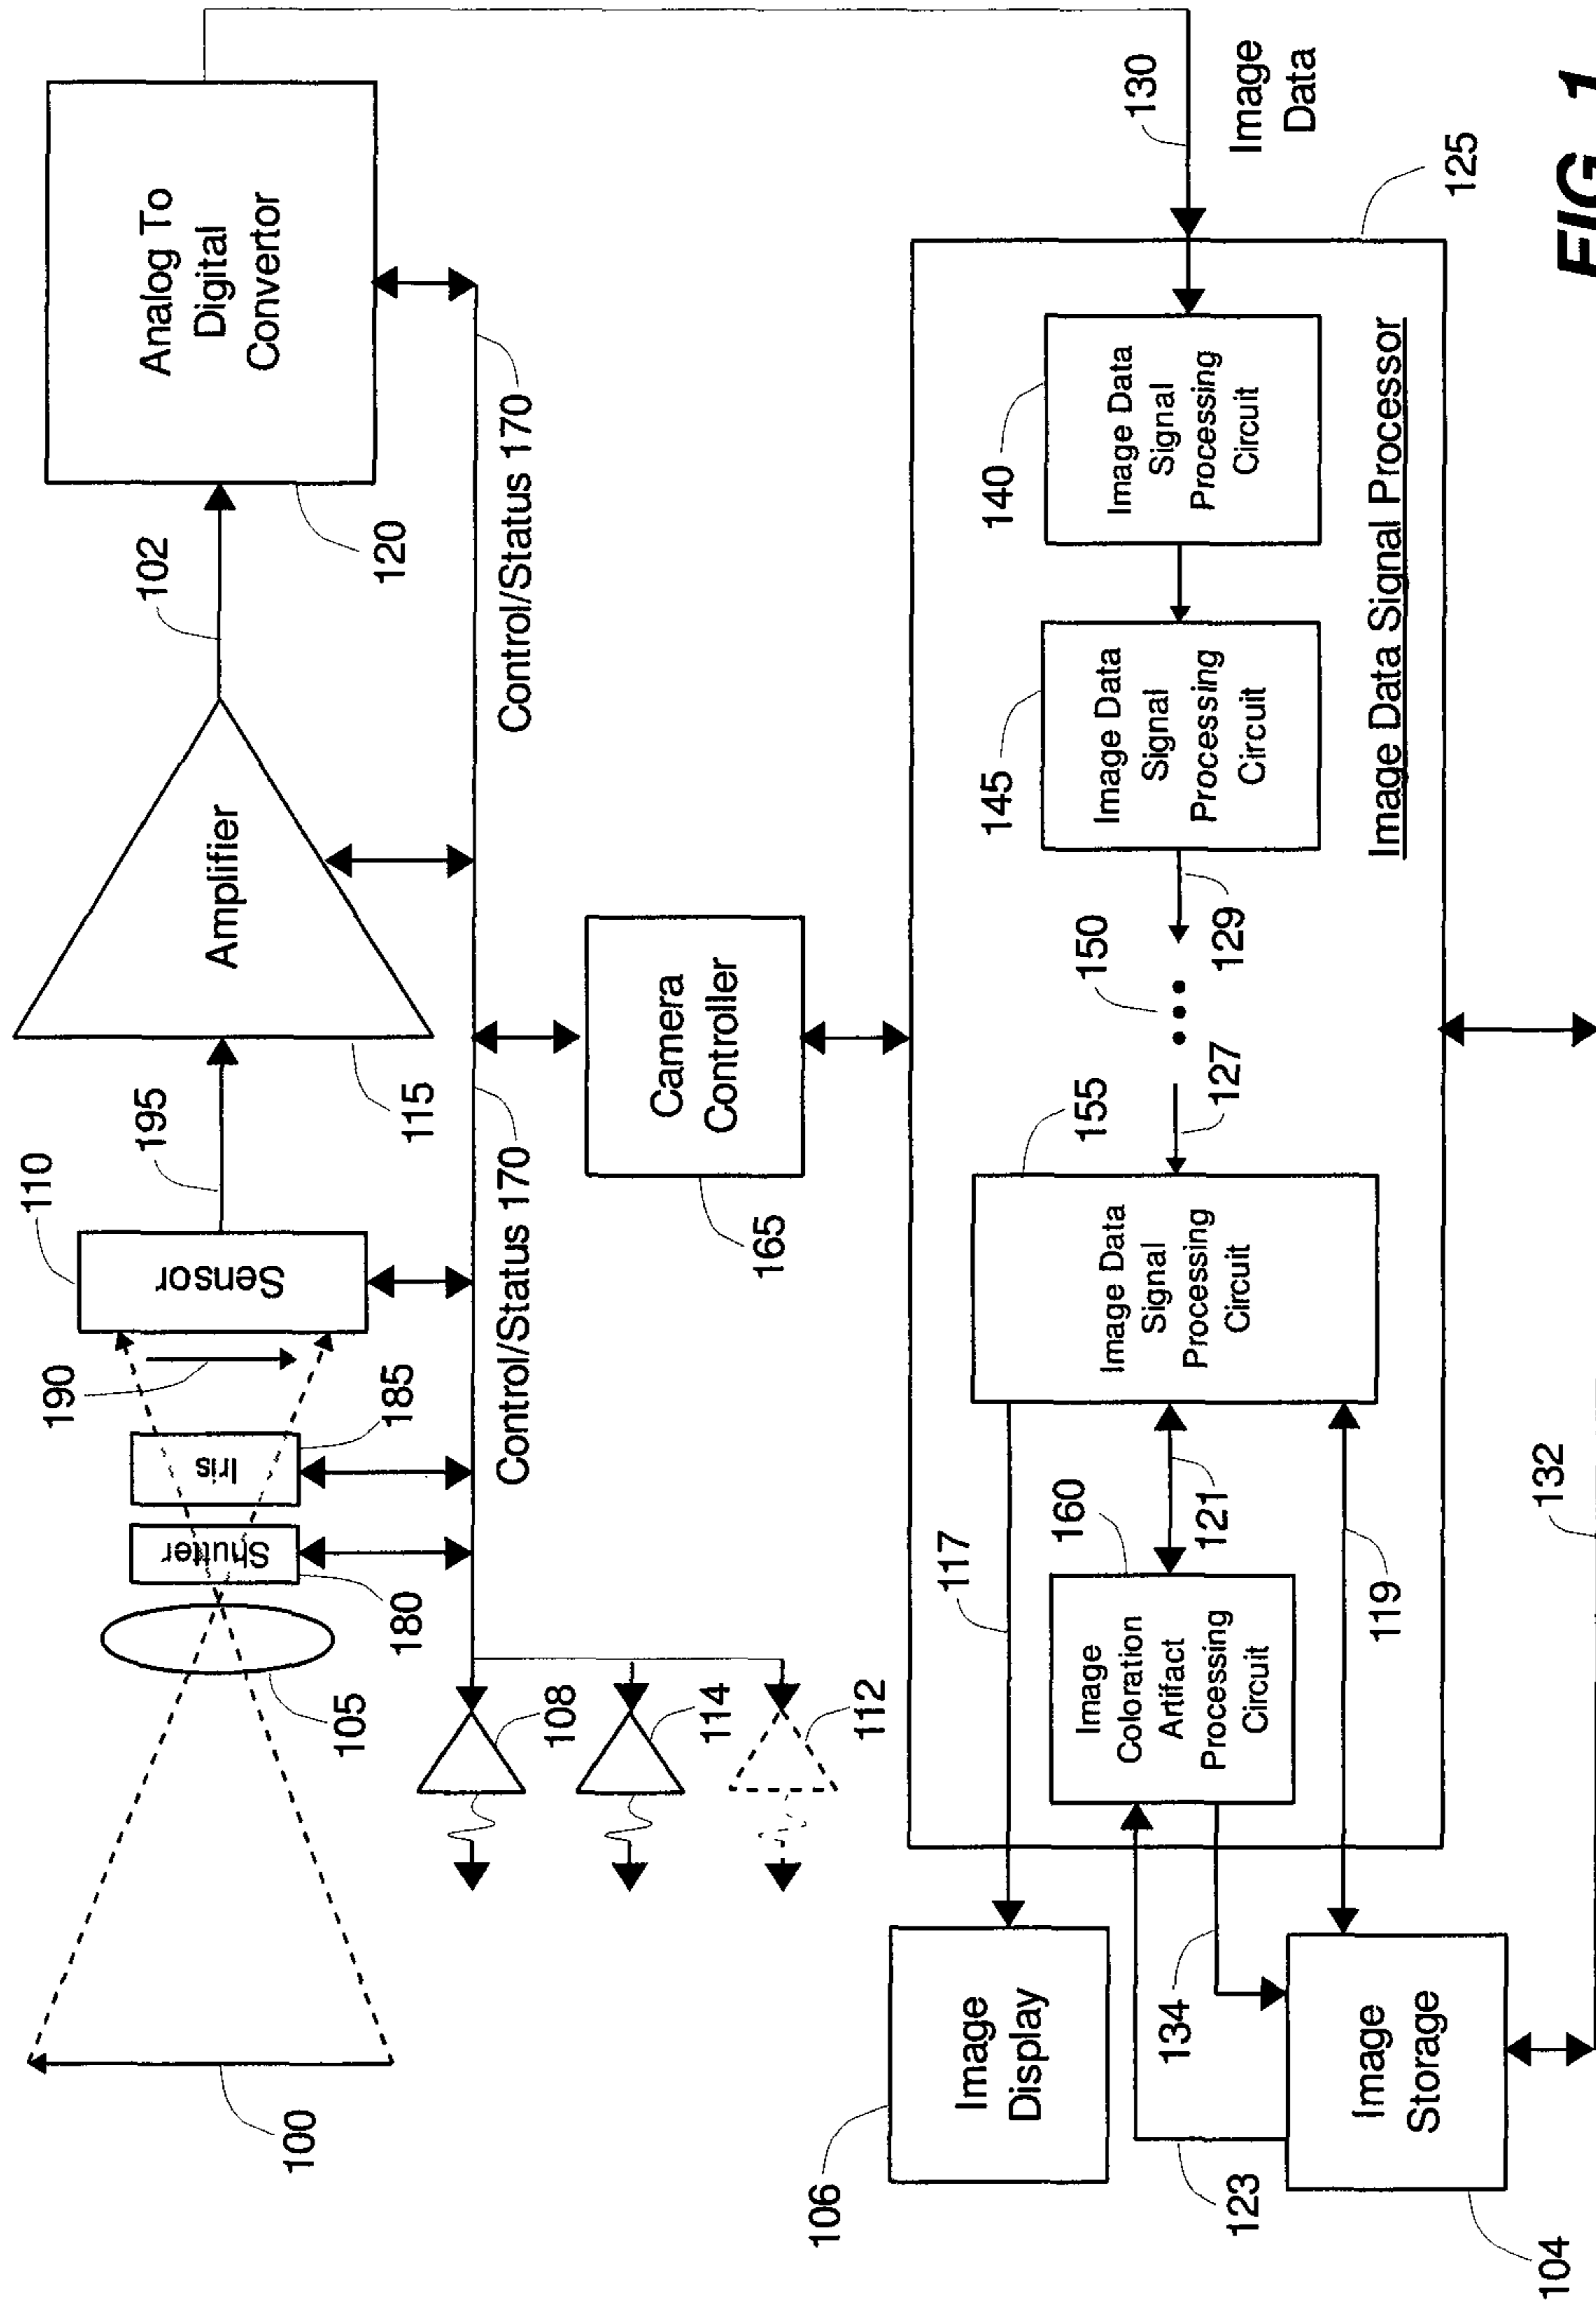 100
105
Shutter
180
Iris
185
190
Sensor
110
195
Amplifier
115
102
Analog To
Digital
Convertor
120
108
114
112
Control/Status 170
Control/Status 170
Camera
Controller
165
130
Image
Data
125
Image Data
Signal
Processing
Circuit
140
Image Data
Signal
Processing
Circuit
145
129
150
127
155
Image Data
Signal
Processing
Circuit
121
160
Image
Coloration
Artifact
Processing
Circuit
117
119
Image Data Signal Processor
Image
Display
106
134
123
Image
Storage
104
132
FIG. 1